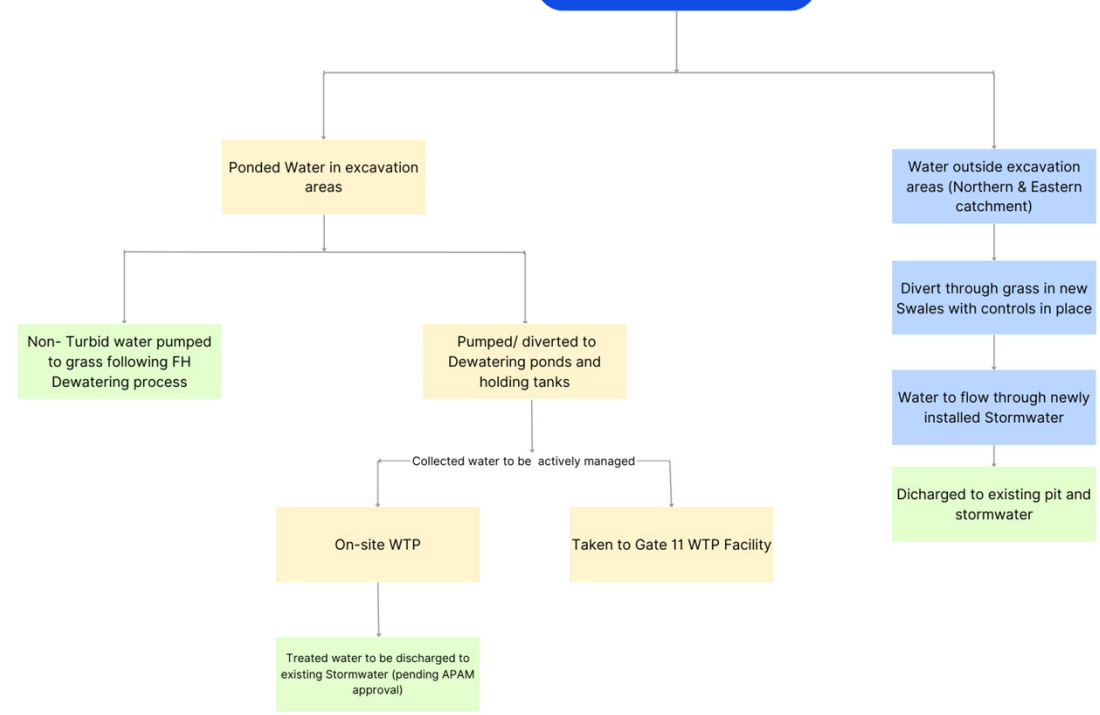 Ponded Water in excavation
areas
Water outside excavation
areas (Northern & Eastern
catchment)
Divert through grass in new
Swales with controls in place
Non- Turbid water pumped
to grass following FH
Dewatering process
Pumped/ diverted to
Dewatering ponds and
holding tanks
Water to flow through newly
installed Stormwater
Collected water to be  actively managed
Dicharged to existing pit and
stormwater
On-site WTP
Taken to Gate 11 WTP Facility
Treated water to be discharged to
existing Stormwater (pending APAM
approval)